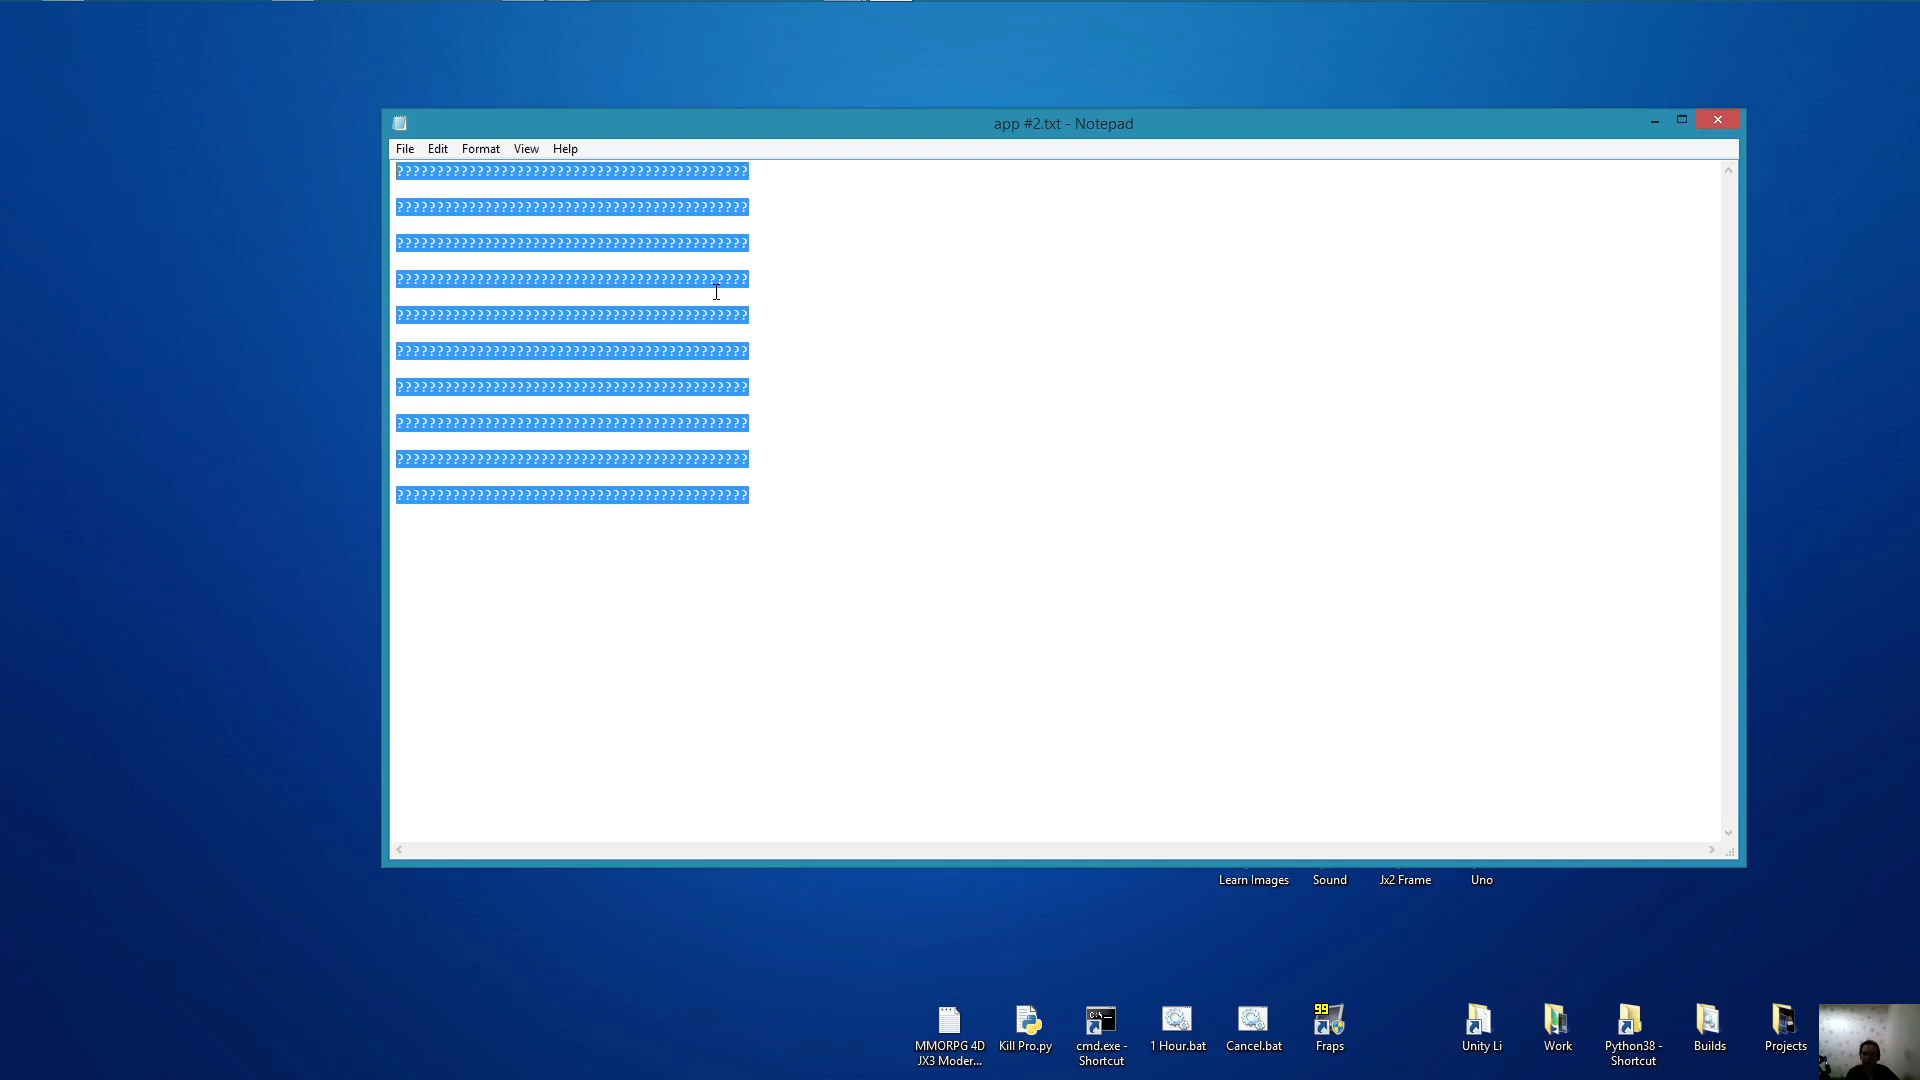 app #2.txt - Notepad
File Edit Format View Help
????????????????????????????????????????????
????????????????????????????????????????????
????????????????????????????????????????????
????????????????????????????????????????????
????????????????????????????????????????????
????????????????????????????????????????????
????????????????????????????????????????????
????????????????????????????????????????????
????????????????????????????????????????????
????????????????????????????????????????????
Learn Images Sound Jx2 Frame Uno
99
C:\_
MMORPG 4D Kill Pro.py cmd.exe - 1 Hour.bat Cancel.bat Fraps Unity Li Work Python38 - Builds Projects
JX3 Moder... Shortcut Shortcut